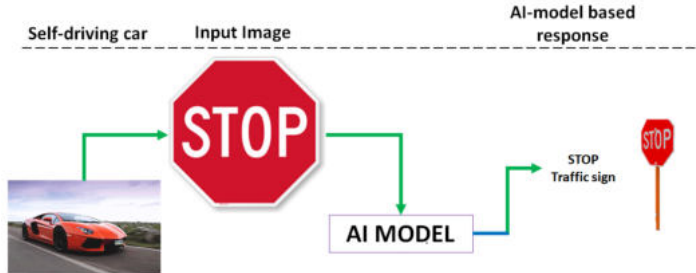 Self-driving car
Input Image
AI-model based
response
STOP
STOP
Traffic sign
STOP
AI MODEL